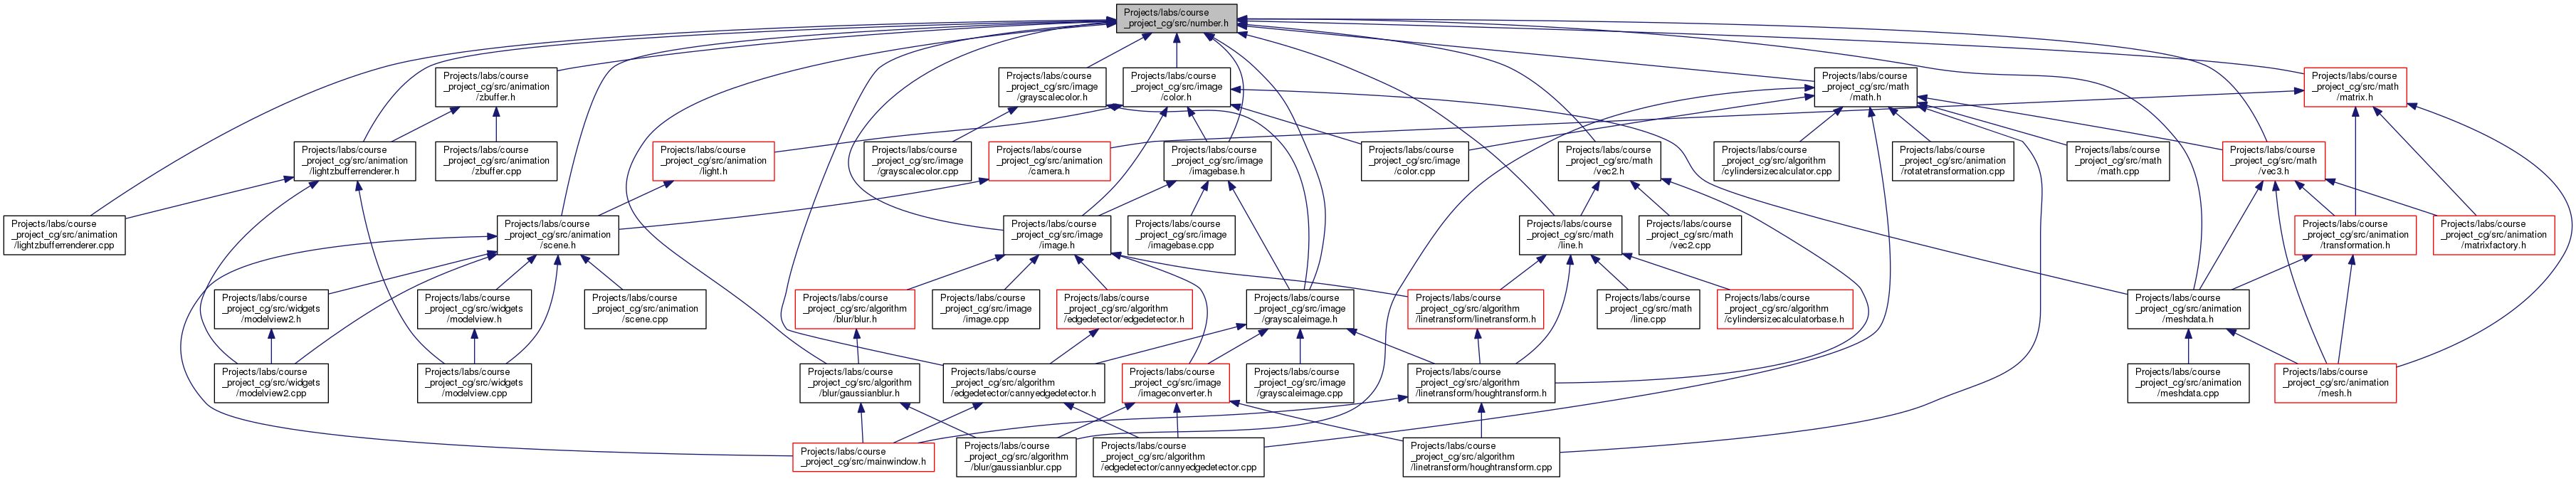 Projects/labs/course
_project_cg/src/number.h
Projects/labs/course
_project_cg/src/animation
/zbuffer.h
Projects/labs/course
_project_cg/src/image
/grayscalecolor.h
Projects/labs/course
_project_cg/src/image
/color.h
Projects/labs/course
_project_cg/src/math
/math.h
Projects/labs/course
_project_cg/src/math
/matrix.h
Projects/labs/course
_project_cg/src/animation
/lightzbufferrenderer.h
Projects/labs/course
_project_cg/src/animation
/zbuffer.cpp
Projects/labs/course
_project_cg/src/animation
/light.h
Projects/labs/course
_project_cg/src/image
/grayscalecolor.cpp
Projects/labs/course
_project_cg/src/animation
/camera.h
Projects/labs/course
_project_cg/src/image
/imagebase.h
Projects/labs/course
_project_cg/src/image
/color.cpp
Projects/labs/course
_project_cg/src/math
/vec2.h
Projects/labs/course
_project_cg/src/algorithm
/cylindersizecalculator.cpp
Projects/labs/course
_project_cg/src/animation
/rotatetransformation.cpp
Projects/labs/course
_project_cg/src/math
/math.cpp
Projects/labs/course
_project_cg/src/math
/vec3.h
Projects/labs/course
_project_cg/src/animation
/lightzbufferrenderer.cpp
Projects/labs/course
_project_cg/src/animation
/scene.h
Projects/labs/course
_project_cg/src/image
/image.h
Projects/labs/course
_project_cg/src/image
/imagebase.cpp
Projects/labs/course
_project_cg/src/math
/line.h
Projects/labs/course
_project_cg/src/math
/vec2.cpp
Projects/labs/course
_project_cg/src/animation
/transformation.h
Projects/labs/course
_project_cg/src/animation
/matrixfactory.h
Projects/labs/course
_project_cg/src/widgets
/modelview2.h
Projects/labs/course
_project_cg/src/widgets
/modelview.h
Projects/labs/course
_project_cg/src/animation
/scene.cpp
Projects/labs/course
_project_cg/src/algorithm
/blur/blur.h
Projects/labs/course
_project_cg/src/image
/image.cpp
Projects/labs/course
_project_cg/src/algorithm
/edgedetector/edgedetector.h
Projects/labs/course
_project_cg/src/image
/grayscaleimage.h
Projects/labs/course
_project_cg/src/algorithm
/linetransform/linetransform.h
Projects/labs/course
_project_cg/src/math
/line.cpp
Projects/labs/course
_project_cg/src/algorithm
/cylindersizecalculatorbase.h
Projects/labs/course
_project_cg/src/animation
/meshdata.h
Projects/labs/course
_project_cg/src/widgets
/modelview2.cpp
Projects/labs/course
_project_cg/src/widgets
/modelview.cpp
Projects/labs/course
_project_cg/src/algorithm
/blur/gaussianblur.h
Projects/labs/course
_project_cg/src/algorithm
/edgedetector/cannyedgedetector.h
Projects/labs/course
_project_cg/src/image
/imageconverter.h
Projects/labs/course
_project_cg/src/image
/grayscaleimage.cpp
Projects/labs/course
_project_cg/src/algorithm
/linetransform/houghtransform.h
Projects/labs/course
_project_cg/src/animation
/meshdata.cpp
Projects/labs/course
_project_cg/src/animation
/mesh.h
Projects/labs/course
_project_cg/src/mainwindow.h
Projects/labs/course
_project_cg/src/algorithm
/blur/gaussianblur.cpp
Projects/labs/course
_project_cg/src/algorithm
/edgedetector/cannyedgedetector.cpp
Projects/labs/course
_project_cg/src/algorithm
/linetransform/houghtransform.cpp